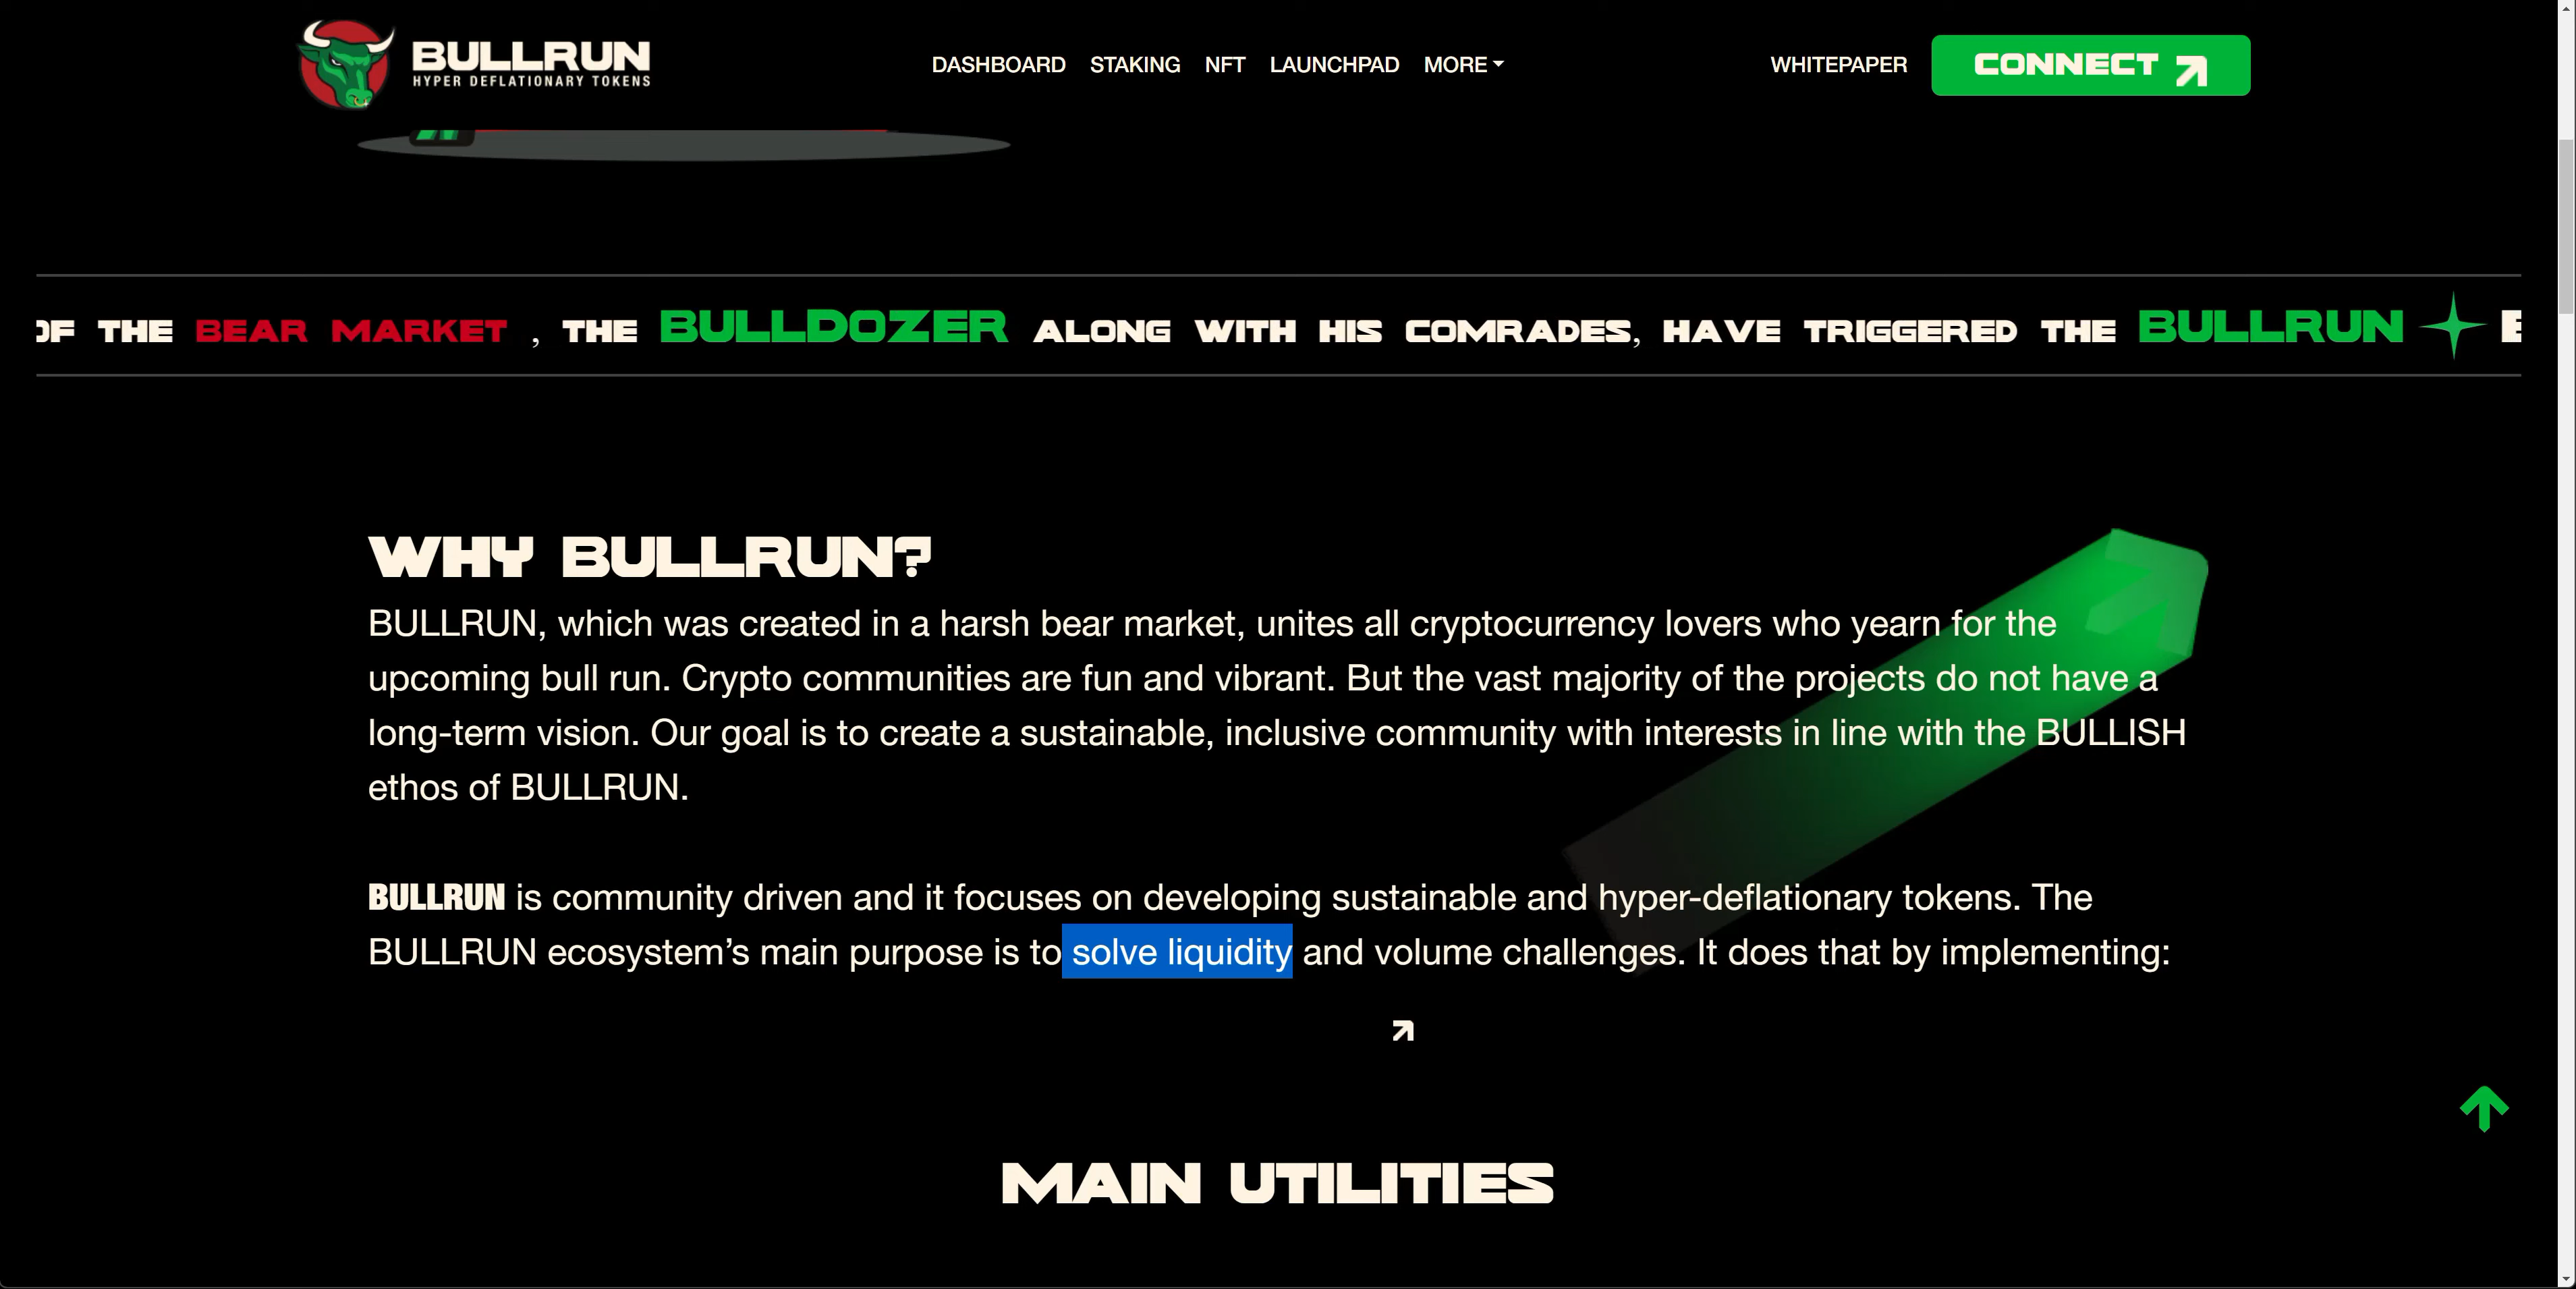 BULLRUN
HYPER DEFLATIONARY TOKENS
DASHBOARD STAKING NFT LAUNCHPAD MORE
WHITEPAPER CONNECT
OF THE BEAR MARKET , THE BULLDOZER ALONG WITH HIS COMRADES, HAVE TRIGGERED THE BULLRUN
WHY BULLRUN?
BULLRUN, which was created in a harsh bear market, unites all cryptocurrency lovers who yearn for the
upcoming bull run. Crypto communities are fun and vibrant. But the vast majority of the projects do not have a
long-term vision. Our goal is to create a sustainable, inclusive community with interests in line with the BULLISH
ethos of BULLRUN.
BULLRUN is community driven and it focuses on developing sustainable and hyper-deflationary tokens. The
BULLRUN ecosystem’s main purpose is to solve liquidity and volume challenges. It does that by implementing:
MAIN UTILITIES